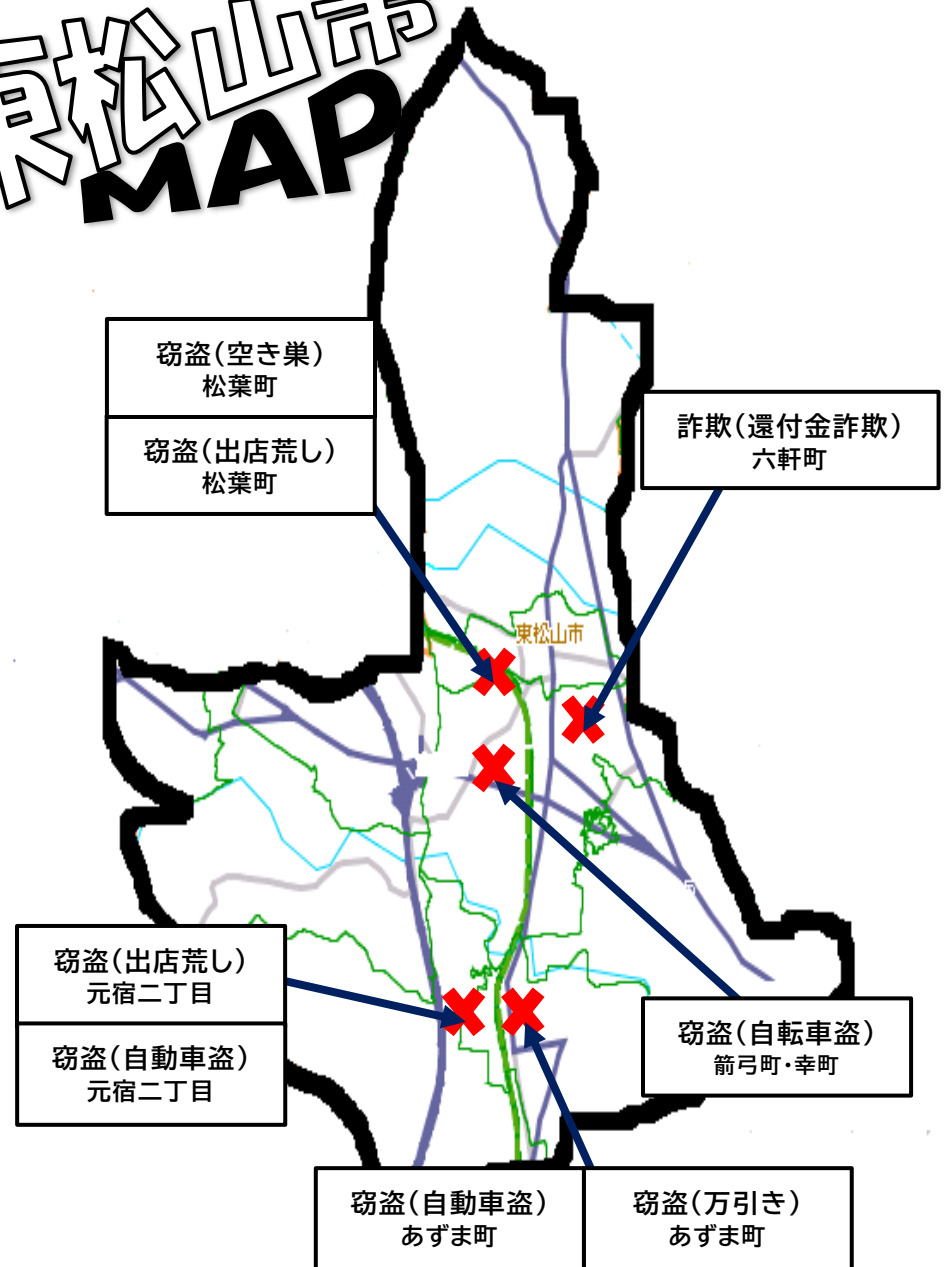 東松山市
MAP
窃盗（空き巣）
松葉町
窃盗（出店荒し）
松葉町
詐欺（還付金詐欺）
六軒町
東松山市
窃盗（出店荒し）
元宿二丁目
窃盗（自動車盗）
元宿二丁目
窃盗（自転車盗）
箭弓町・幸町
窃盗（自動車盗）
あずま町
窃盗（万引き）
あずま町